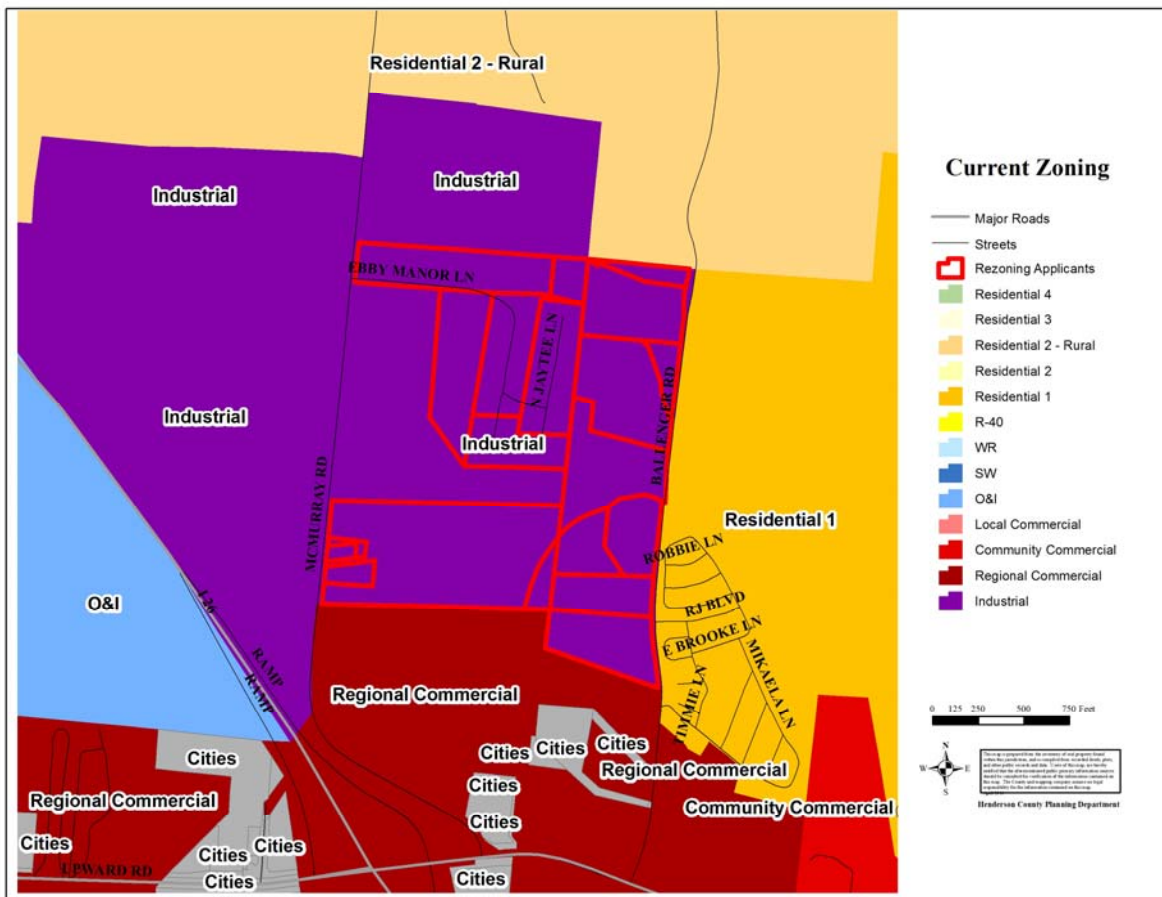 Residential 2 - Rural
Industrial
Industrial
EBBY MANOR LN
N JAYTEE LN
Industrial
Industrial
BALLENGER RD
MCMURRAY RD
Residential 1
ROBBIE LN
RJ BLVD
E BROOKE LN
MIKAELA LN
TIMMIE LN
O&I
I-26
RAMP
RAMP
Regional Commercial
Cities
Cities
Cities
Cities
Regional Commercial
Cities
Regional Commercial
Community Commercial
Cities
Cities
Cities
Cities
Cities
UPWARD RD
Cities
Cities
Current Zoning
Major Roads
Streets
Rezoning Applicants
Residential 4
Residential 3
Residential 2 - Rural
Residential 2
Residential 1
R-40
WR
SW
O&I
Local Commercial
Community Commercial
Regional Commercial
Industrial
0 125 250 500 750 Feet
N
W E
S
Henderson County Planning Department